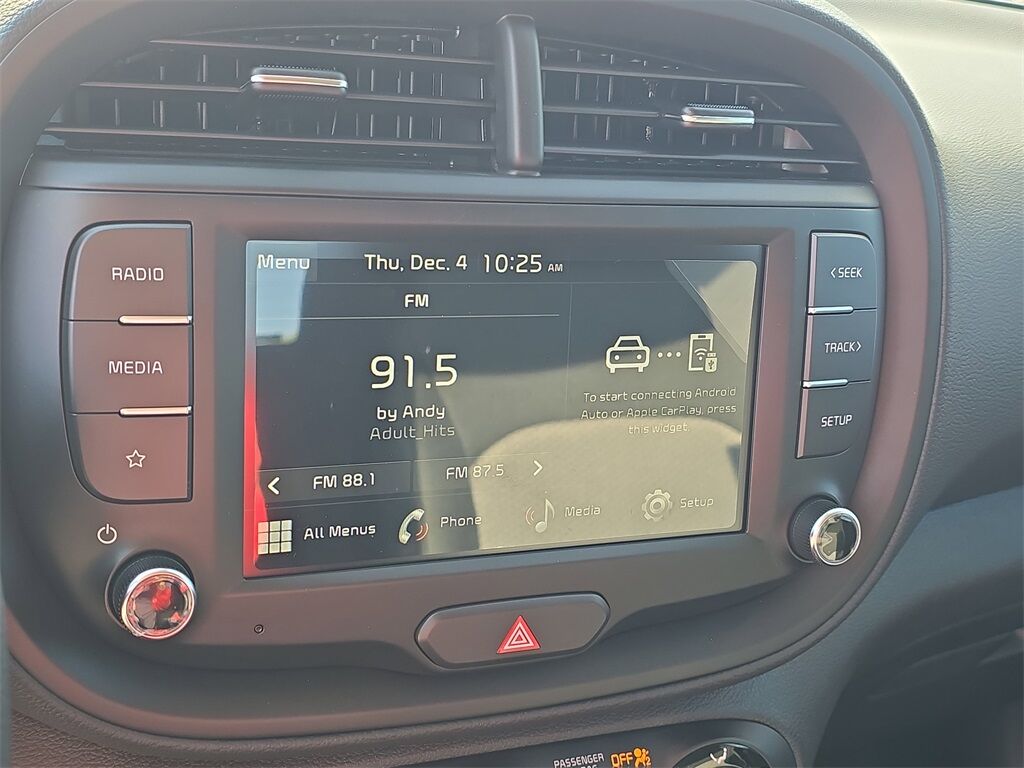 RADIO
MEDIA
Menu Thu, Dec. 4 10:25 AM
FM
91.5
by Andy
Adult_Hits
To start connecting Android
Auto or Apple CarPlay, press
this widget.
< FM 88.1 FM 87.5 >
All Menus Phone Media Setup
< SEEK
TRACK >
SETUP
PASSENGER
OFF 2